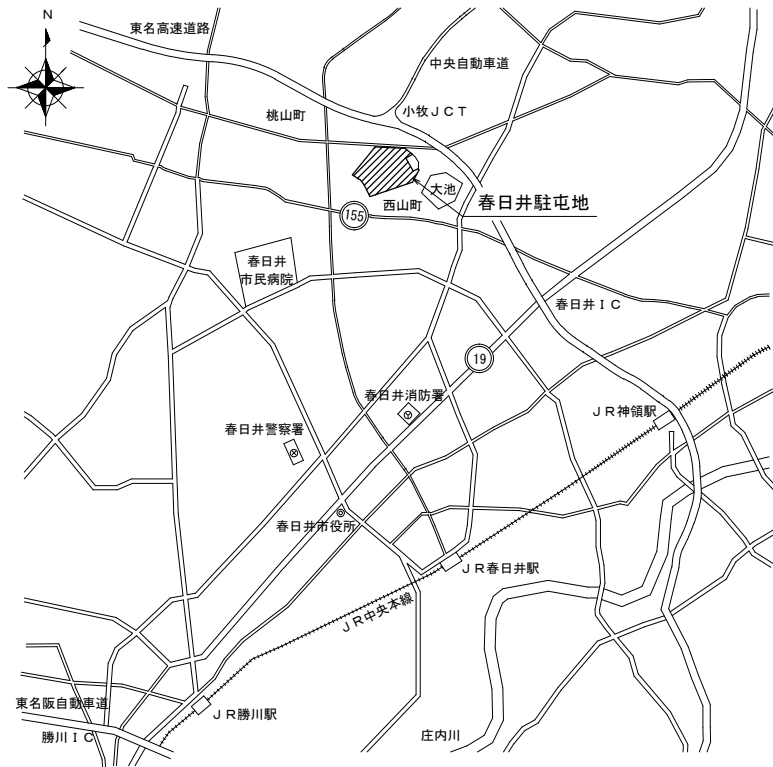 N
東名高速道路
中央自動車道
小牧ＪＣＴ
桃山町
大池
春日井駐屯地
西山町
155
春日井
市民病院
春日井ＩＣ
19
春日井消防署
ＪＲ神領駅
春日井警察署
春日井市役所
ＪＲ春日井駅
ＪＲ中央本線
東名阪自動車道
ＪＲ勝川駅
勝川ＩＣ
庄内川